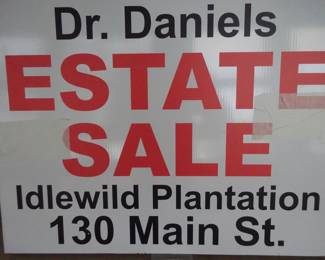 Dr. Daniels
ESTATE
SALE
Idlewild Plantation
130 Main St.